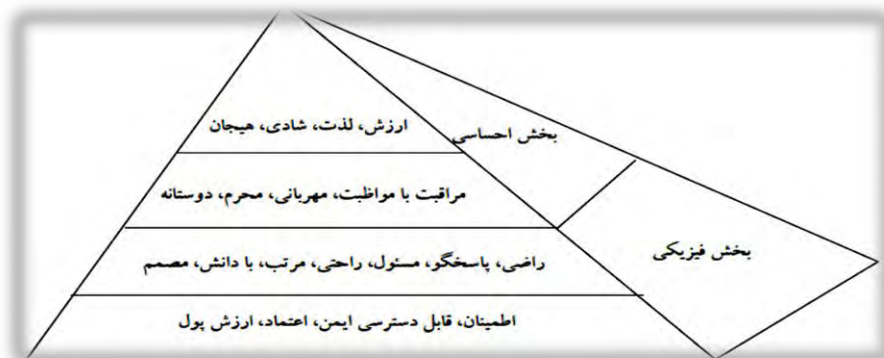 ارزش، لذت، شادی، هیجان
بخش احساسی
مراقبت با مواظبت، مهربانی، محرم، دوستانه
بخش فیزیکی
راضی، پاسخگو، مسئول، راحتی، مرتب، با دانش، مصمم
اطمینان، قابل دسترسی ایمن، اعتماد، ارزش پول